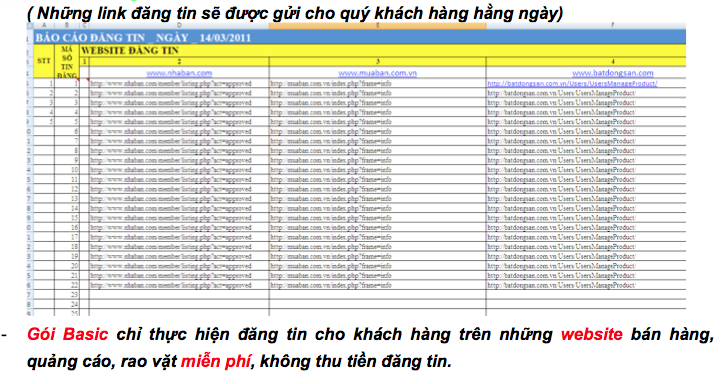 ( Những link đăng tin sẽ được gửi cho quý khách hàng hằng ngày)
BÁO CÁO ĐĂNG TIN _ NGÀY _ 14/03/2011
STT MÃ SỐ TIN ĐĂNG WEBSITE ĐĂNG TIN
1 2 3 4
www.nhaban.com www.muaban.com.vn www.batdongsan.com
1 1 http://www.nhaban.com/member/listing.php?act=approved http://muaban.com.vn/index.php?frame=info http://batdongsan.com.vn/Users/UsersManageProduct/
2 2 http://www.nhaban.com/member/listing.php?act=approved http://muaban.com.vn/index.php?frame=info http://batdongsan.com.vn/Users/UsersManageProduct/
3 3 http://www.nhaban.com/member/listing.php?act=approved http://muaban.com.vn/index.php?frame=info http://batdongsan.com.vn/Users/UsersManageProduct/
4 4 http://www.nhaban.com/member/listing.php?act=approved http://muaban.com.vn/index.php?frame=info http://batdongsan.com.vn/Users/UsersManageProduct/
5 5 http://www.nhaban.com/member/listing.php?act=approved http://muaban.com.vn/index.php?frame=info http://batdongsan.com.vn/Users/UsersManageProduct/
6 http://www.nhaban.com/member/listing.php?act=approved http://muaban.com.vn/index.php?frame=info http://batdongsan.com.vn/Users/UsersManageProduct/
7 http://www.nhaban.com/member/listing.php?act=approved http://muaban.com.vn/index.php?frame=info http://batdongsan.com.vn/Users/UsersManageProduct/
8 http://www.nhaban.com/member/listing.php?act=approved http://muaban.com.vn/index.php?frame=info http://batdongsan.com.vn/Users/UsersManageProduct/
9 http://www.nhaban.com/member/listing.php?act=approved http://muaban.com.vn/index.php?frame=info http://batdongsan.com.vn/Users/UsersManageProduct/
10 http://www.nhaban.com/member/listing.php?act=approved http://muaban.com.vn/index.php?frame=info http://batdongsan.com.vn/Users/UsersManageProduct/
11 http://www.nhaban.com/member/listing.php?act=approved http://muaban.com.vn/index.php?frame=info http://batdongsan.com.vn/Users/UsersManageProduct/
12 http://www.nhaban.com/member/listing.php?act=approved http://muaban.com.vn/index.php?frame=info http://batdongsan.com.vn/Users/UsersManageProduct/
13 http://www.nhaban.com/member/listing.php?act=approved http://muaban.com.vn/index.php?frame=info http://batdongsan.com.vn/Users/UsersManageProduct/
14 http://www.nhaban.com/member/listing.php?act=approved http://muaban.com.vn/index.php?frame=info http://batdongsan.com.vn/Users/UsersManageProduct/
15 http://www.nhaban.com/member/listing.php?act=approved http://muaban.com.vn/index.php?frame=info http://batdongsan.com.vn/Users/UsersManageProduct/
16 http://www.nhaban.com/member/listing.php?act=approved http://muaban.com.vn/index.php?frame=info http://batdongsan.com.vn/Users/UsersManageProduct/
17 http://www.nhaban.com/member/listing.php?act=approved http://muaban.com.vn/index.php?frame=info http://batdongsan.com.vn/Users/UsersManageProduct/
18 http://www.nhaban.com/member/listing.php?act=approved http://muaban.com.vn/index.php?frame=info http://batdongsan.com.vn/Users/UsersManageProduct/
19 http://www.nhaban.com/member/listing.php?act=approved http://muaban.com.vn/index.php?frame=info http://batdongsan.com.vn/Users/UsersManageProduct/
20 http://www.nhaban.com/member/listing.php?act=approved http://muaban.com.vn/index.php?frame=info http://batdongsan.com.vn/Users/UsersManageProduct/
21 http://www.nhaban.com/member/listing.php?act=approved http://muaban.com.vn/index.php?frame=info http://batdongsan.com.vn/Users/UsersManageProduct/
22 http://www.nhaban.com/member/listing.php?act=approved http://muaban.com.vn/index.php?frame=info http://batdongsan.com.vn/Users/UsersManageProduct/
23
24
25
- Gói Basic chỉ thực hiện đăng tin cho khách hàng trên những website bán hàng,
quảng cáo, rao vặt miễn phí, không thu tiền đăng tin.